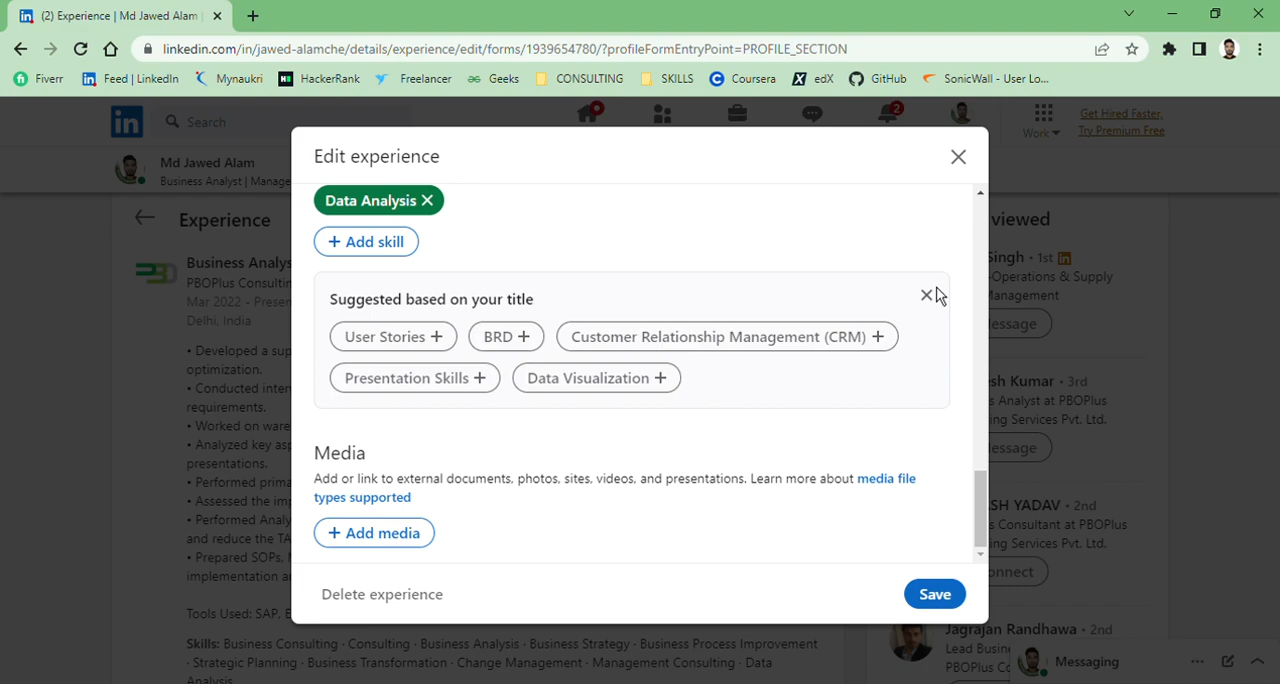 (2) Experience | Md Jawed Alam
linkedin.com/in/jawed-alamche/details/experience/edit/forms/1939654780/?profileFormEntryPoint=PROFILE_SECTION
Fiverr Feed | LinkedIn Mynaukri HackerRank Freelancer Geeks CONSULTING SKILLS Coursera edX GitHub SonicWall - User Lo...
Search
2
Work
Get Hired Faster,
Try Premium Free
Md Jawed Alam
Business Analyst | Manage
Edit experience
Data Analysis
+ Add skill
Suggested based on your title
User Stories +
BRD +
Customer Relationship Management (CRM) +
Presentation Skills +
Data Visualization +
Media
Add or link to external documents, photos, sites, videos, and presentations. Learn more about media file
types supported
+ Add media
Delete experience
Save
Experience
Business Analys
PBOPlus Consultin
Mar 2022 - Presen
Delhi, India
• Developed a sup
optimization.
• Conducted inter
requirements.
• Worked on ware
• Analyzed key asp
presentations.
• Performed prima
• Assessed the imp
• Performed Analy
and reduce the TA
• Prepared SOPs,
implementation a
Tools Used: SAP, E
Skills: Business Consulting · Consulting · Business Analysis · Business Strategy · Business Process Improvement
· Strategic Planning · Business Transformation · Change Management · Management Consulting · Data
Analysis
viewed
Singh · 1st in
-Operations & Supply
Management
essage
sh Kumar · 3rd
s Analyst at PBOPlus
ing Services Pvt. Ltd.
essage
SH YADAV · 2nd
s Consultant at PBOPlus
ing Services Pvt. Ltd.
onnect
Jagrajan Randhawa · 2nd
Lead Busin
PBOPlus Co
Messaging